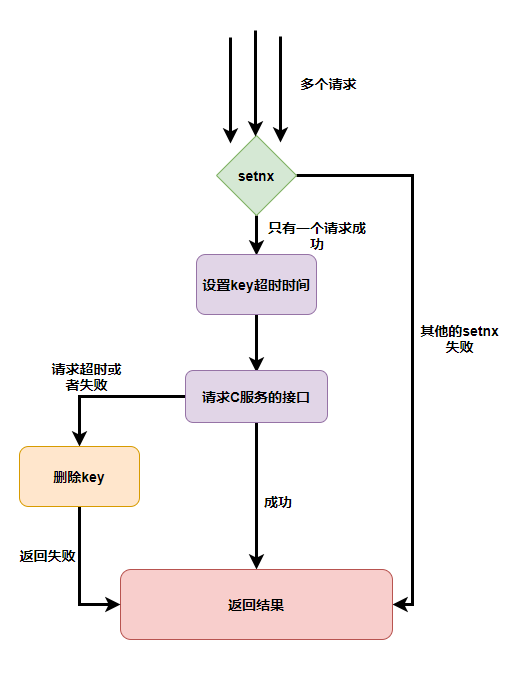 多个请求
setnx
只有一个请求成
功
设置key超时时间
其他的setnx
失败
请求超时或
者失败
请求C服务的接口
删除key
成功
返回失败
返回结果